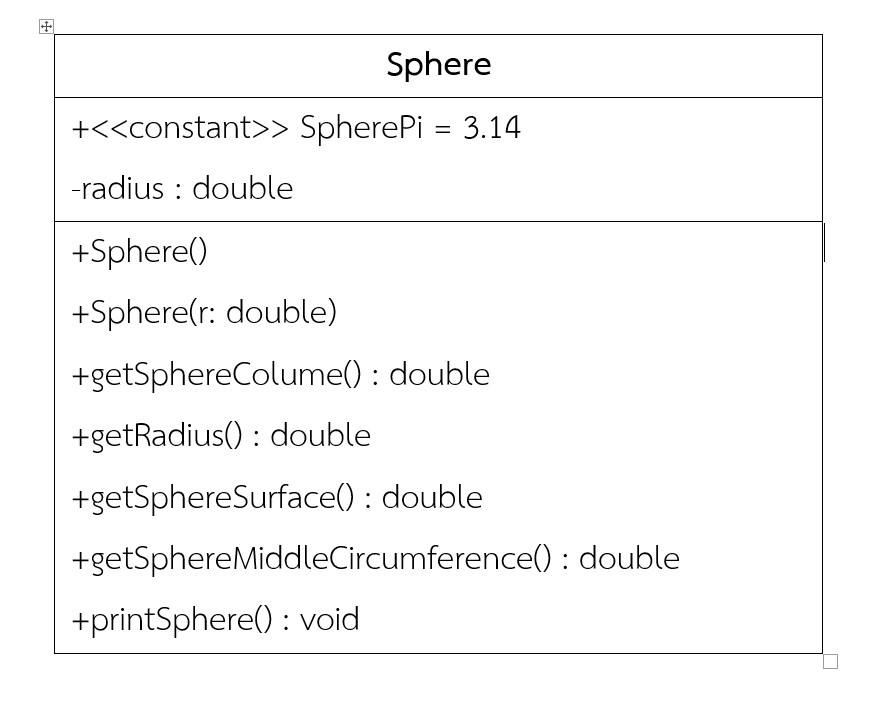 Sphere
+<<constant>> SpherePi = 3.14
-radius : double
+Sphere()
+Sphere(r: double)
+getSphereColume() : double
+getRadius() : double
+getSphereSurface() : double
+getSphereMiddleCircumference() : double
+printSphere() : void